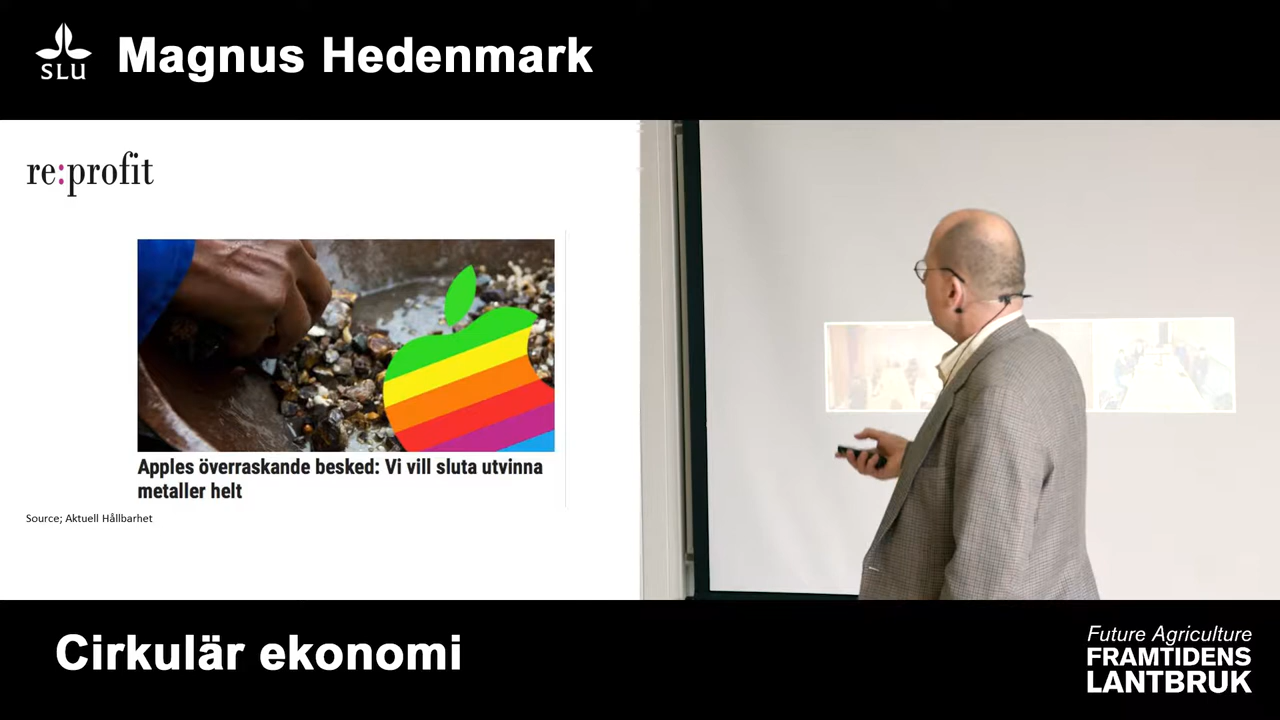 SLU
Magnus Hedenmark
re:profit
Apples överraskande besked: Vi vill sluta utvinna
metaller helt
Source; Aktuell Hållbarhet
Cirkulär ekonomi
Future Agriculture
FRAMTIDENS
LANTBRUK